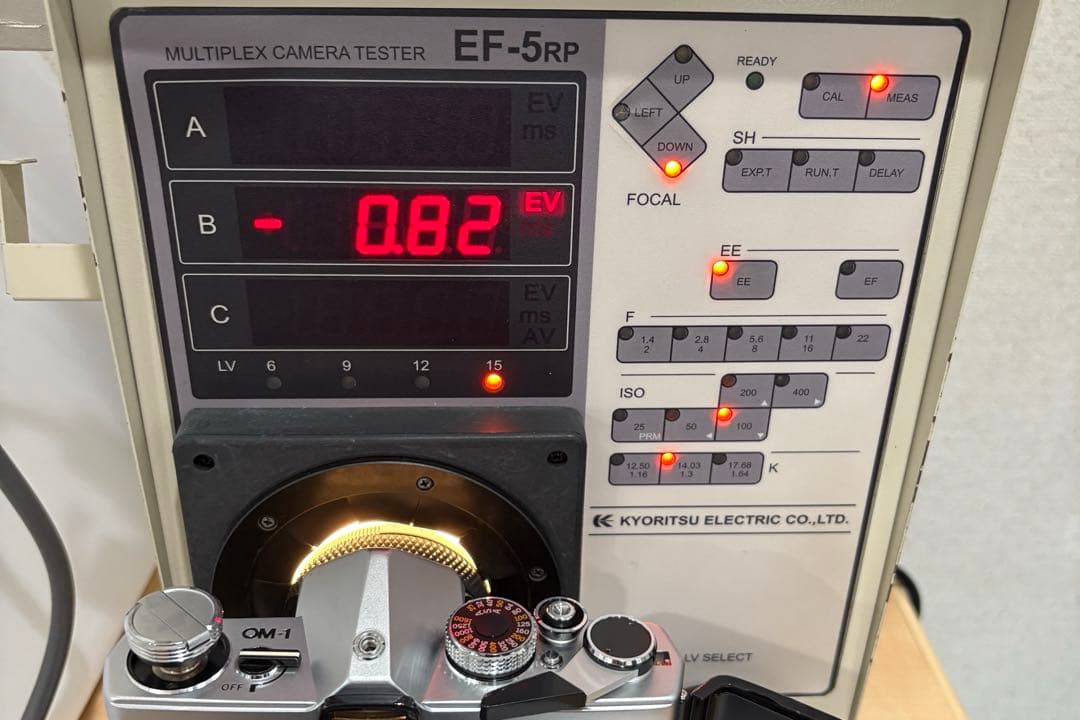 MULTIPLEX CAMERA TESTER EF-5RP
A EV
ms
B - 0.82 EV
ms
C EV
ms
AV
LV 6 9 12 15
UP
LEFT
DOWN
FOCAL
READY
CAL MEAS
SH
EXP.T RUN.T DELAY
EE
EE EF
F
1.4 2.8 5.6 11 22
2 4 8 16
ISO 200 400
25 50 100
PRM
12.50 14.03 17.68 K
1.16 1.3 1.64
KYORITSU ELECTRIC CO.,LTD.
LV SELECT
OM-1
OFF
ASA